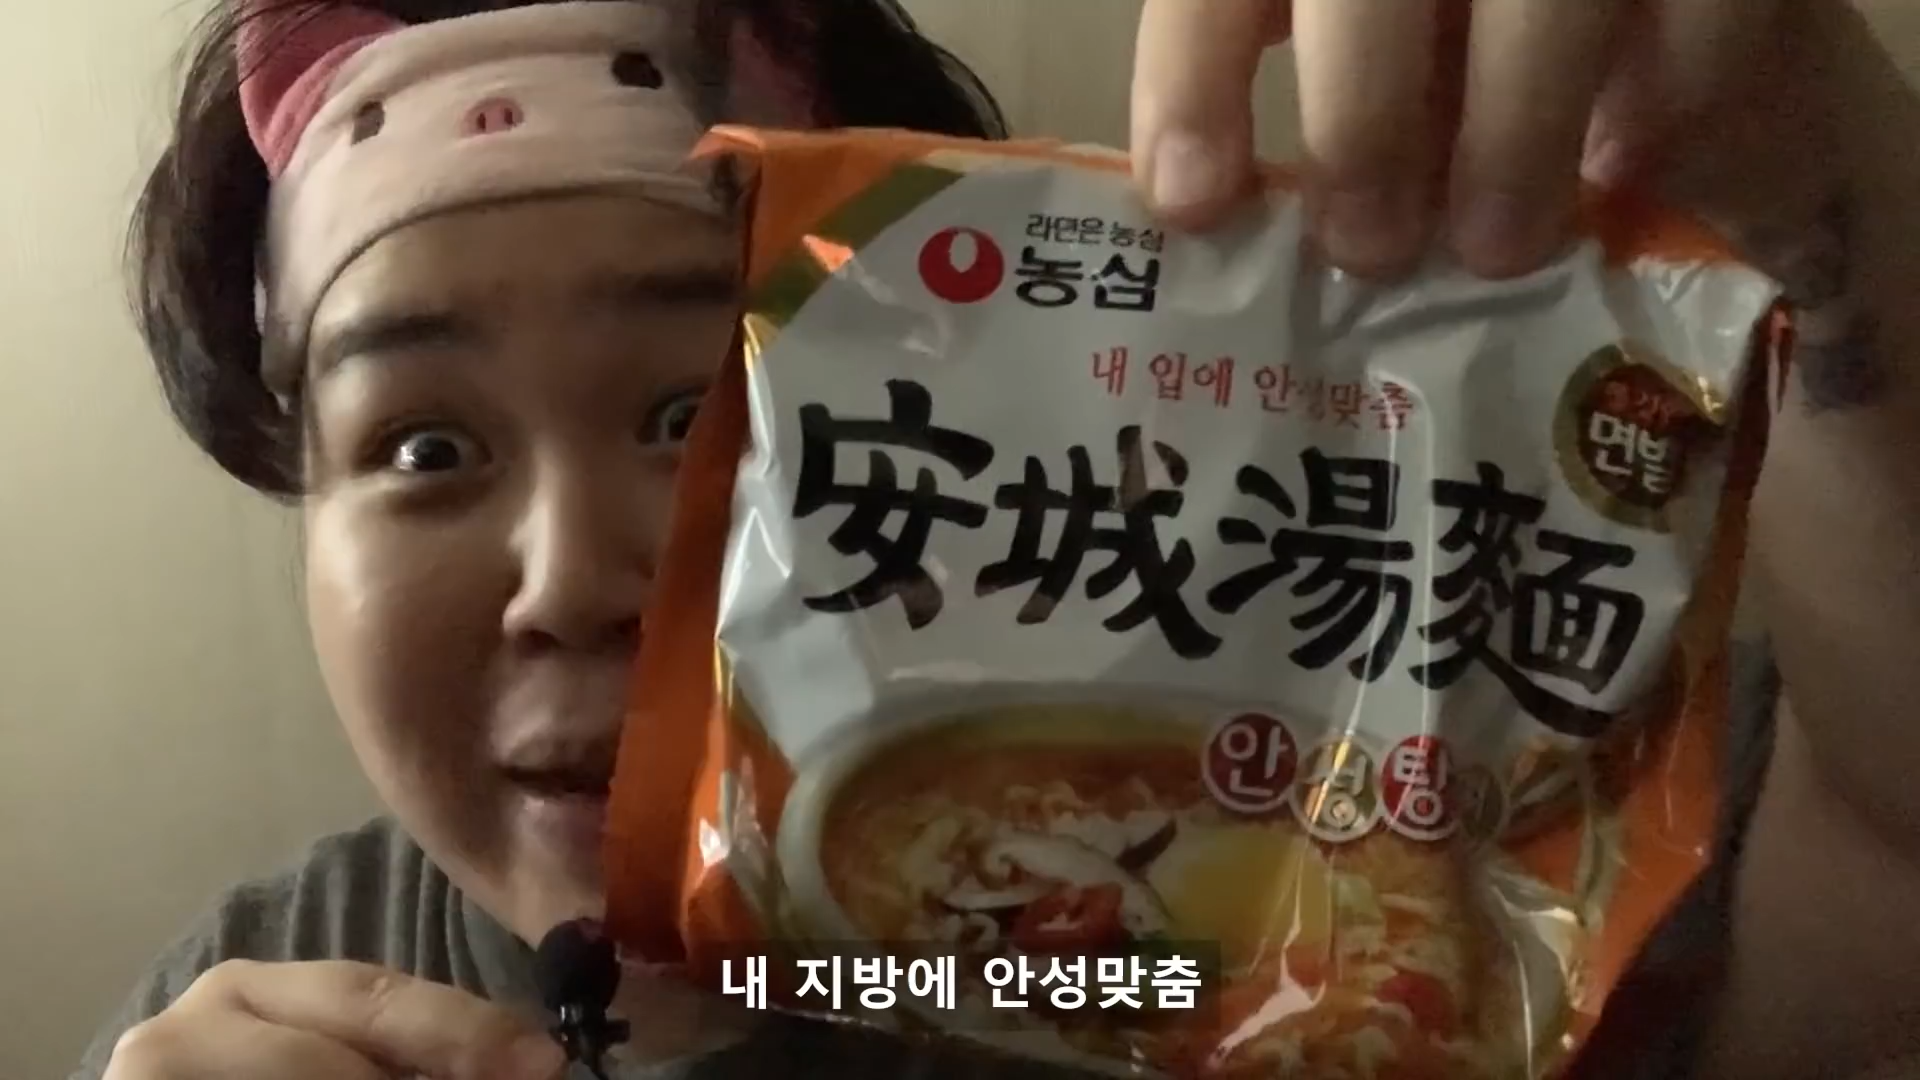 라면은 농심
농심
내 입에 안성맞춤
安城湯麵
면발
안성탕
내 지방에 안성맞춤